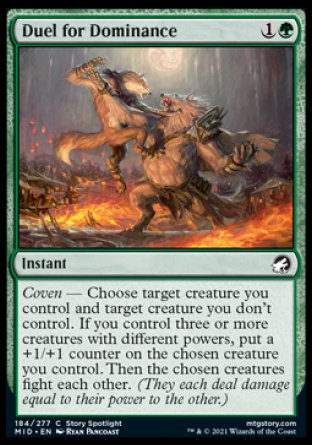 Duel for Dominance 1
Instant
Coven — Choose target creature you
control and target creature you don't
control. If you control three or more
creatures with different powers, put a
+1/+1 counter on the chosen creature
you control. Then the chosen creatures
fight each other. (They each deal damage
equal to their power to the other.)
184/277 C Story Spotlight
mtgstory.com
MID • EN Ryan Pancoast
™ & © 2021 Wizards of the Coast